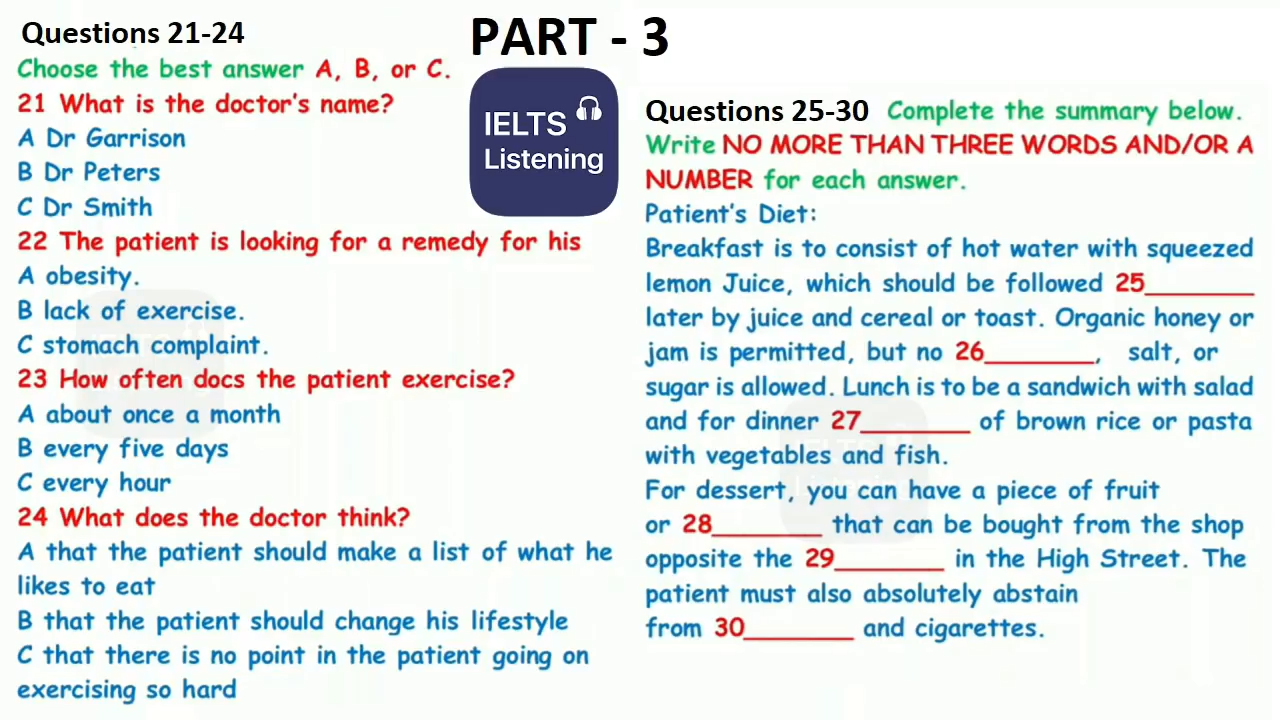 Questions 21-24
PART - 3
Choose the best answer A, B, or C.
21 What is the doctor's name?
A Dr Garrison
B Dr Peters
C Dr Smith
22 The patient is looking for a remedy for his
A obesity.
B lack of exercise.
C stomach complaint.
23 How often docs the patient exercise?
A about once a month
B every five days
C every hour
24 What does the doctor think?
A that the patient should make a list of what he
likes to eat
B that the patient should change his lifestyle
C that there is no point in the patient going on
exercising so hard
IELTS
Listening
Questions 25-30 Complete the summary below.
Write NO MORE THAN THREE WORDS AND/OR A
NUMBER for each answer.
Patient's Diet:
Breakfast is to consist of hot water with squeezed
lemon Juice, which should be followed 25________
later by juice and cereal or toast. Organic honey or
jam is permitted, but no 26________, salt, or
sugar is allowed. Lunch is to be a sandwich with salad
and for dinner 27________ of brown rice or pasta
with vegetables and fish.
For dessert, you can have a piece of fruit
or 28________ that can be bought from the shop
opposite the 29________ in the High Street. The
patient must also absolutely abstain
from 30________ and cigarettes.